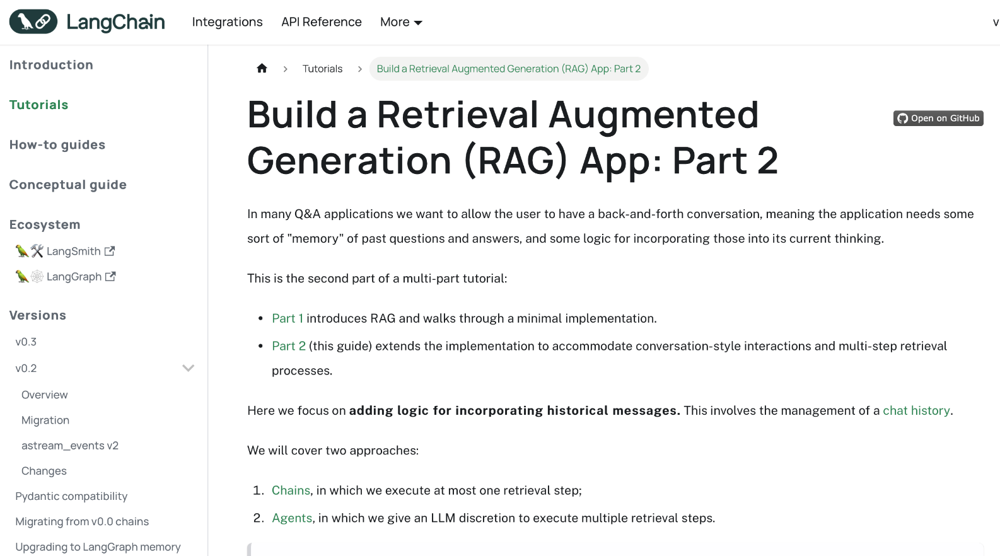 LangChain
Integrations
API Reference
More
v
Introduction
Tutorials
How-to guides
Conceptual guide
Ecosystem
LangSmith
LangGraph
Versions
v0.3
v0.2
Overview
Migration
astream_events v2
Changes
Pydantic compatibility
Migrating from v0.0 chains
Upgrading to LangGraph memory
Tutorials
Build a Retrieval Augmented Generation (RAG) App: Part 2
Build a Retrieval Augmented
Generation (RAG) App: Part 2
Open on GitHub
In many Q&A applications we want to allow the user to have a back-and-forth conversation, meaning the application needs some
sort of "memory" of past questions and answers, and some logic for incorporating those into its current thinking.
This is the second part of a multi-part tutorial:
• Part 1 introduces RAG and walks through a minimal implementation.
• Part 2 (this guide) extends the implementation to accommodate conversation-style interactions and multi-step retrieval
processes.
Here we focus on adding logic for incorporating historical messages. This involves the management of a chat history.
We will cover two approaches:
1. Chains, in which we execute at most one retrieval step;
2. Agents, in which we give an LLM discretion to execute multiple retrieval steps.